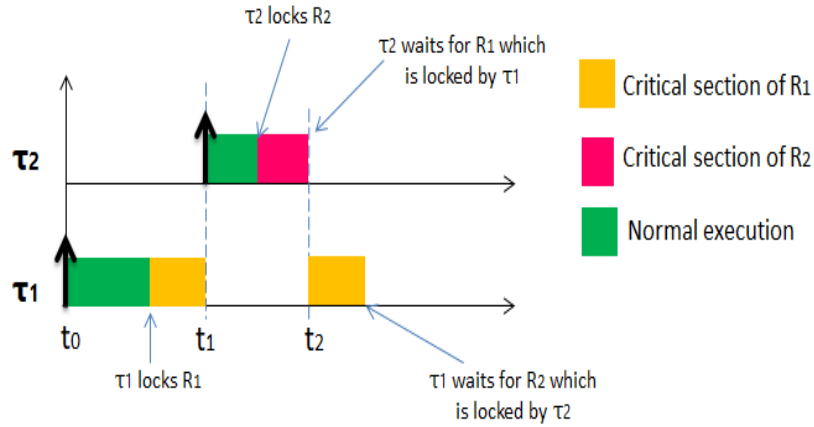 τ2 locks R2
τ2 waits for R1 which
is locked by τ1
Critical section of R1
Critical section of R2
Normal execution
τ2
τ1
t0
t1
t2
τ1 locks R1
τ1 waits for R2 which
is locked by τ2